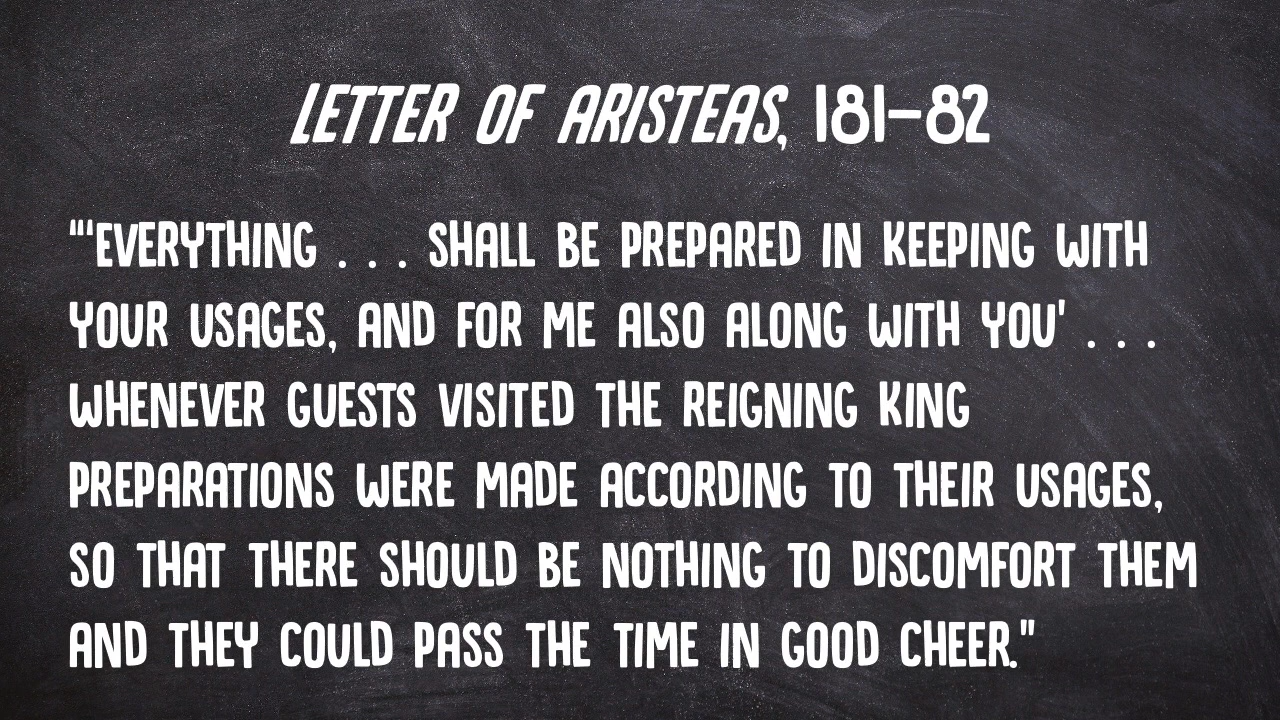 LETTER OF ARISTEAS, 181–82
"'EVERYTHING . . . SHALL BE PREPARED IN KEEPING WITH
YOUR USAGES, AND FOR ME ALSO ALONG WITH YOU' . . .
WHENEVER GUESTS VISITED THE REIGNING KING
PREPARATIONS WERE MADE ACCORDING TO THEIR USAGES,
SO THAT THERE SHOULD BE NOTHING TO DISCOMFORT THEM
AND THEY COULD PASS THE TIME IN GOOD CHEER."